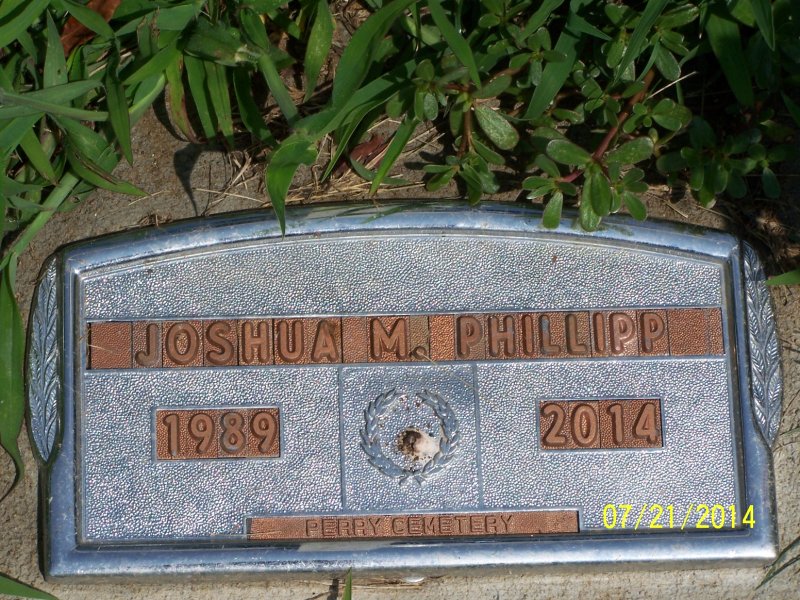 JOSHUA M. PHILLIPP
1989 2014
PERRY CEMETERY
07/21/2014